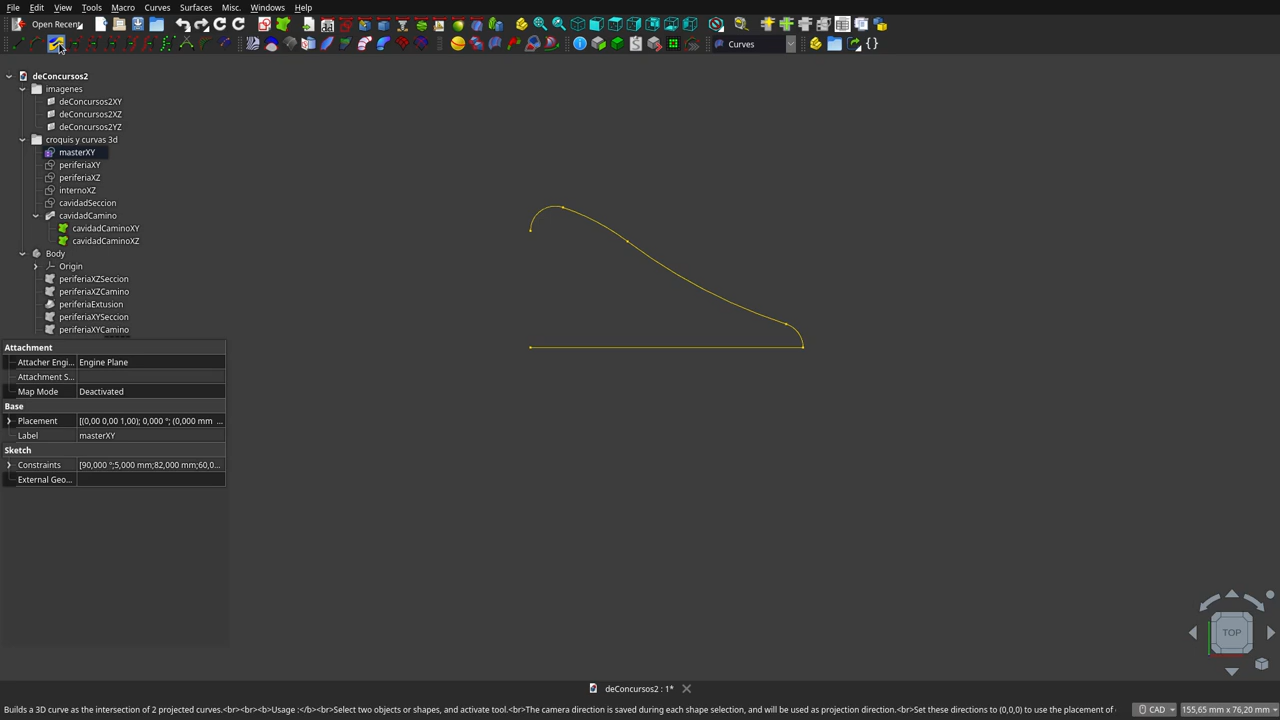 File Edit View Tools Macro Curves Surfaces Misc. Windows Help
Open Recent
Curves
deConcursos2
imagenes
deConcursos2XY
deConcursos2XZ
deConcursos2YZ
croquis y curvas 3d
masterXY
periferiaXY
periferiaXZ
internoXZ
cavidadSeccion
cavidadCamino
cavidadCaminoXY
cavidadCaminoXZ
Body
Origin
periferiaXZSeccion
periferiaXZCamino
periferiaExtusion
periferiaXYSeccion
periferiaXYCamino
Attachment
Attacher Engi... Engine Plane
Attachment S...
Map Mode Deactivated
Base
Placement [(0,00 0,00 1,00); 0,000 °; (0,000 mm ...
Label masterXY
Sketch
Constraints [90,000 °;5,000 mm;82,000 mm;60,0...
External Geo...
TOP
deConcursos2 : 1*
Builds a 3D curve as the intersection of 2 projected curves.<br><br><b>Usage :</b><br>Select two objects or shapes, and activate tool.<br>The camera direction is saved during each shape selection, and will be used as projection direction.<br>Set these directions to (0,0,0) to use the placement of
CAD
155,65 mm x 76,20 mm